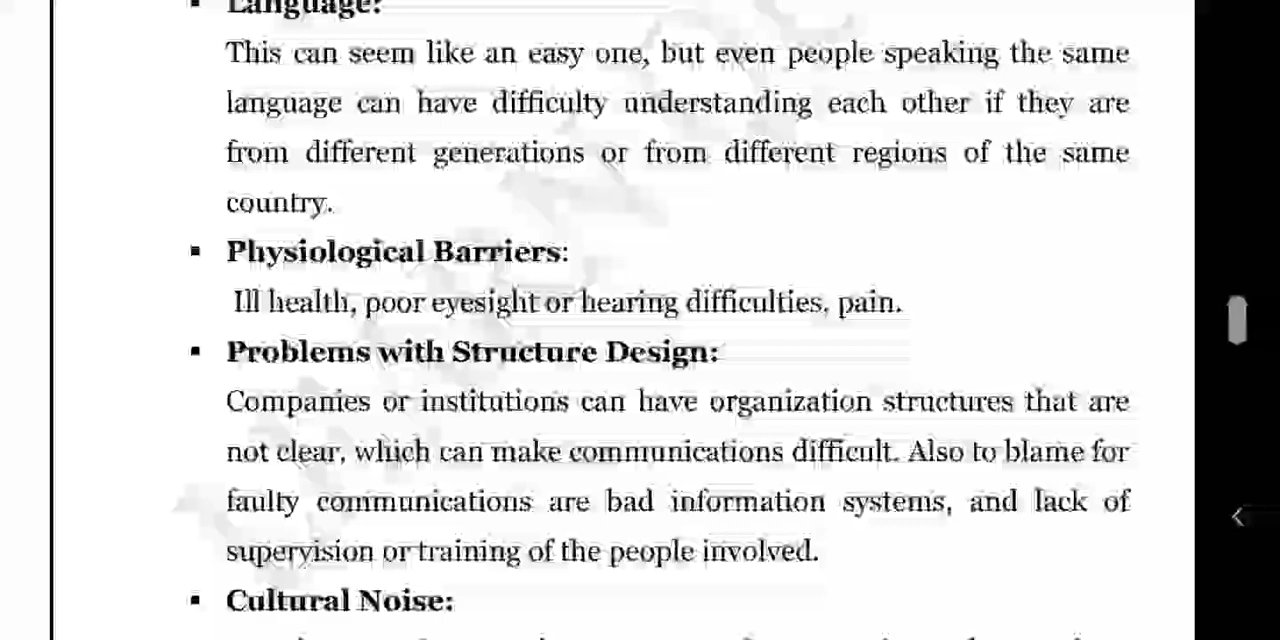 Language:
This can seem like an easy one, but even people speaking the same
language can have difficulty understanding each other if they are
from different generations or from different regions of the same
country.
Physiological Barriers:
Ill health, poor eyesight or hearing difficulties, pain.
Problems with Structure Design:
Companies or institutions can have organization structures that are
not clear, which can make communications difficult. Also to blame for
faulty communications are bad information systems, and lack of
supervision or training of the people involved.
Cultural Noise: